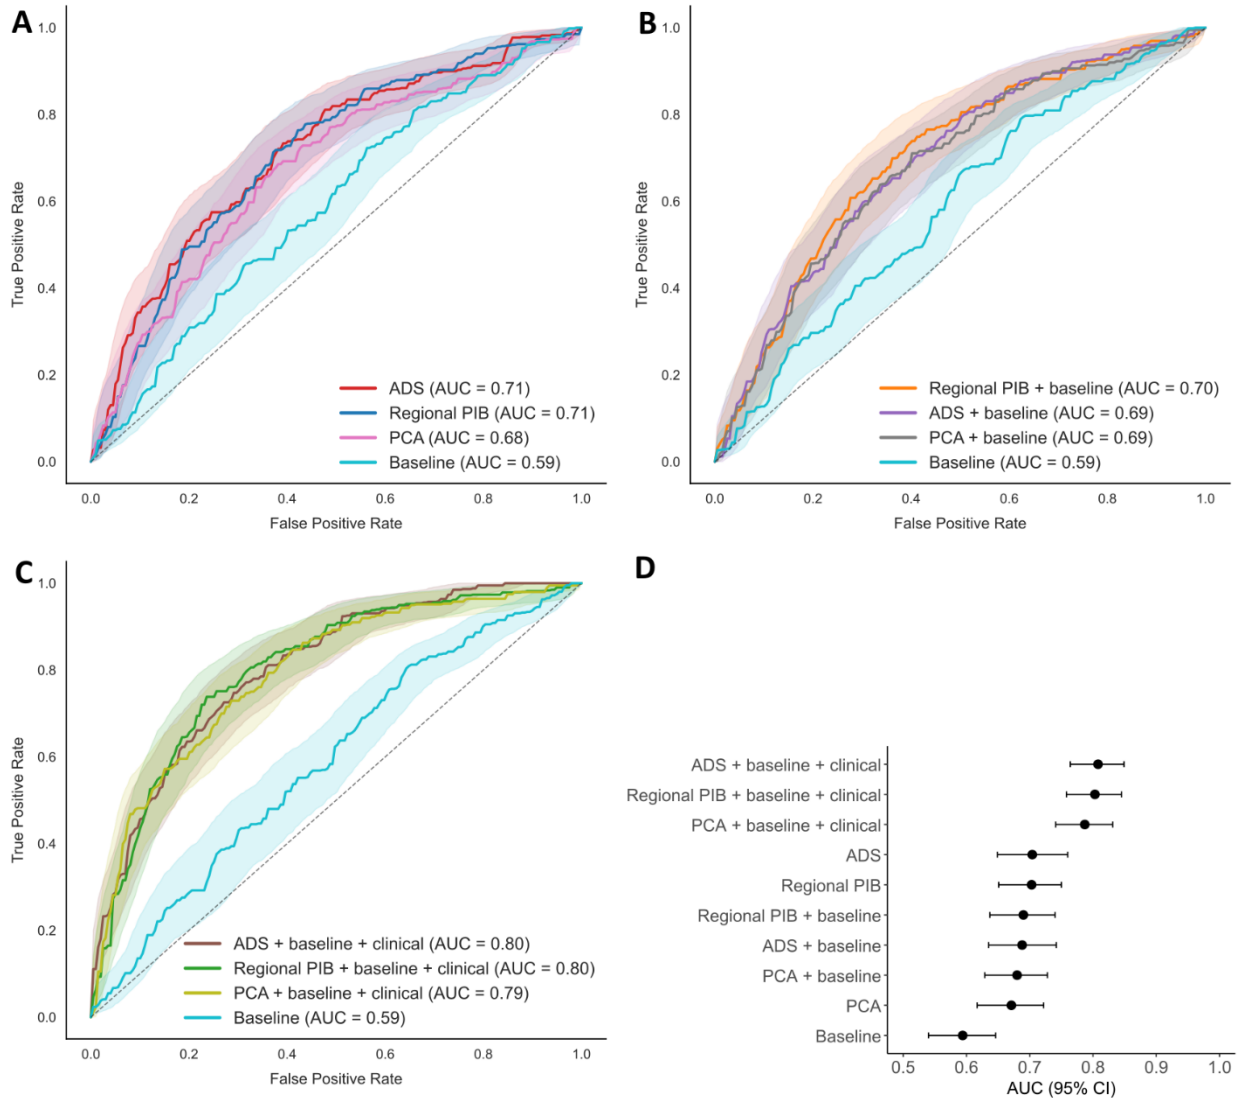 A
1.0
0.8
0.6
0.4
0.2
0.0
True Positive Rate
ADS (AUC = 0.71)
Regional PIB (AUC = 0.71)
PCA (AUC = 0.68)
Baseline (AUC = 0.59)
0.0 0.2 0.4 0.6 0.8 1.0
False Positive Rate
B
1.0
0.8
0.6
0.4
0.2
0.0
True Positive Rate
Regional PIB + baseline (AUC = 0.70)
ADS + baseline (AUC = 0.69)
PCA + baseline (AUC = 0.69)
Baseline (AUC = 0.59)
0.0 0.2 0.4 0.6 0.8 1.0
False Positive Rate
C
1.0
0.8
0.6
0.4
0.2
0.0
True Positive Rate
ADS + baseline + clinical (AUC = 0.80)
Regional PIB + baseline + clinical (AUC = 0.80)
PCA + baseline + clinical (AUC = 0.79)
Baseline (AUC = 0.59)
0.0 0.2 0.4 0.6 0.8 1.0
False Positive Rate
D
ADS + baseline + clinical
Regional PIB + baseline + clinical
PCA + baseline + clinical
ADS
Regional PIB
Regional PIB + baseline
ADS + baseline
PCA + baseline
PCA
Baseline
0.5 0.6 0.7 0.8 0.9 1.0
AUC (95% CI)